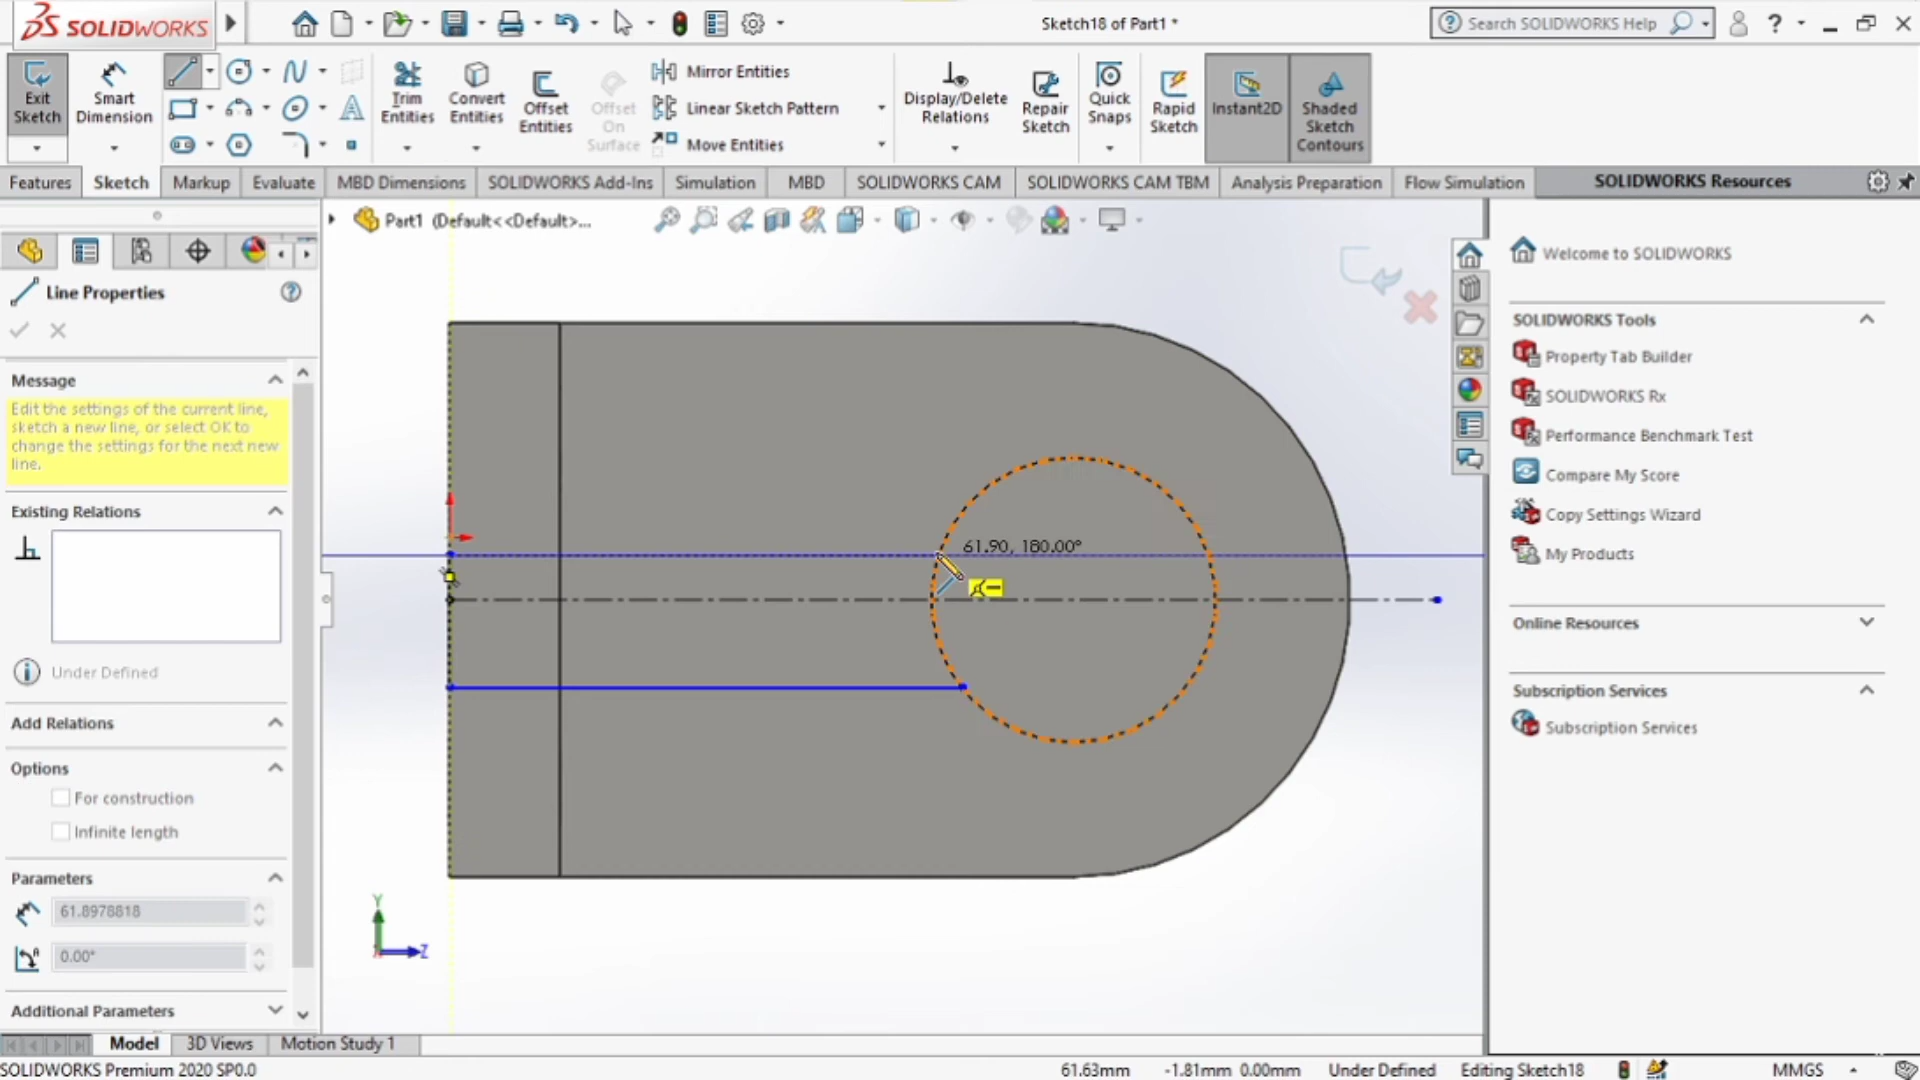 SOLIDWORKS
Sketch18 of Part1 *
Search SOLIDWORKS Help
Exit Sketch
Smart Dimension
Trim Entities
Convert Entities
Offset Entities
Offset On Surface
Mirror Entities
Linear Sketch Pattern
Move Entities
Display/Delete Relations
Repair Sketch
Quick Snaps
Rapid Sketch
Instant2D
Shaded Sketch Contours
Features
Sketch
Markup
Evaluate
MBD Dimensions
SOLIDWORKS Add-Ins
Simulation
MBD
SOLIDWORKS CAM
SOLIDWORKS CAM TBM
Analysis Preparation
Flow Simulation
SOLIDWORKS Resources
Part1 (Default<<Default>...
Line Properties
Message
Edit the settings of the current line,
sketch a new line, or select OK to
change the settings for the next new
line.
Existing Relations
Under Defined
Add Relations
Options
For construction
Infinite length
Parameters
61.8978818
0.00°
Additional Parameters
61.90, 180.00°
Y
Z
Welcome to SOLIDWORKS
SOLIDWORKS Tools
Property Tab Builder
SOLIDWORKS Rx
Performance Benchmark Test
Compare My Score
Copy Settings Wizard
My Products
Online Resources
Subscription Services
Subscription Services
Model
3D Views
Motion Study 1
SOLIDWORKS Premium 2020 SP0.0
61.63mm
-1.81mm 0.00mm
Under Defined
Editing Sketch18
MMGS